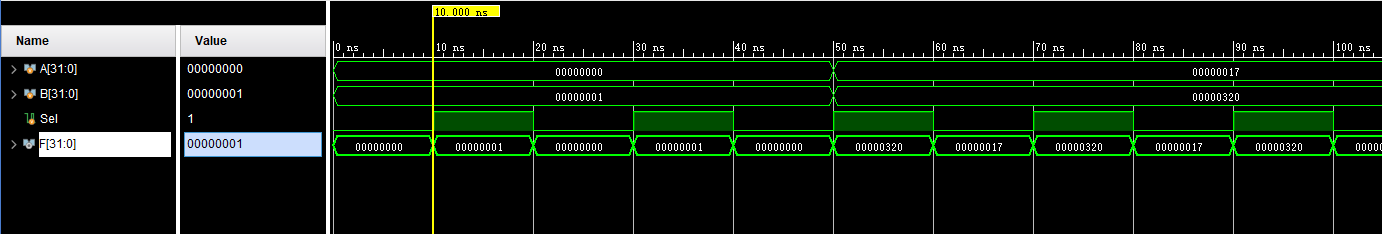 10.000 ns
Name Value
0 ns 10 ns 20 ns 30 ns 40 ns 50 ns 60 ns 70 ns 80 ns 90 ns 100 ns
A[31:0] 00000000 00000000 00000017
B[31:0] 00000001 00000001 00000320
Sel 1
F[31:0] 00000001 00000000 00000001 00000000 00000001 00000000 00000320 00000017 00000320 00000017 00000320